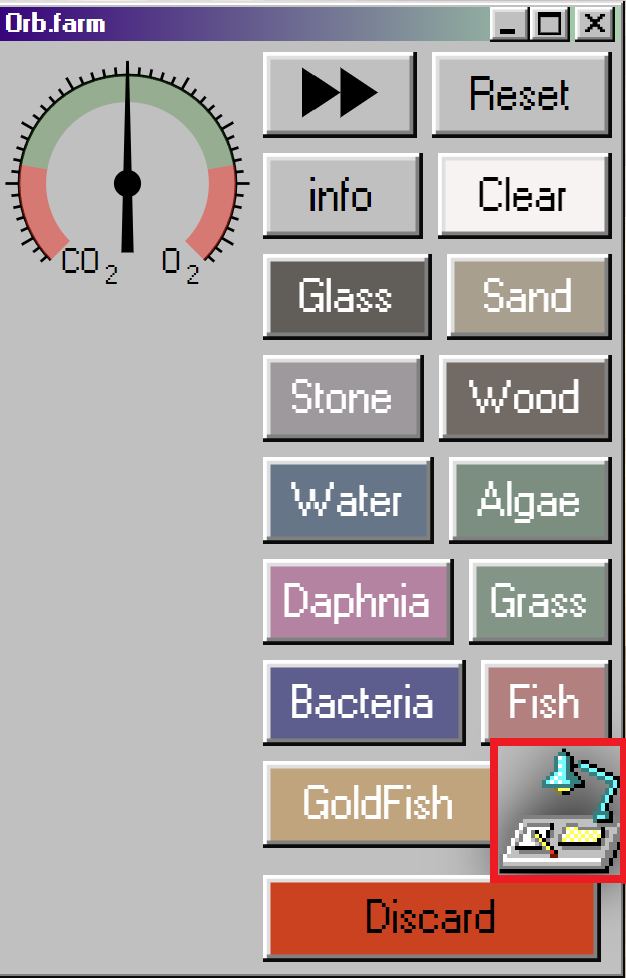 Orb.farm
CO2 O2
Reset
info Clear
Glass Sand
Stone Wood
Water Algae
Daphnia Grass
Bacteria Fish
GoldFish
Discard